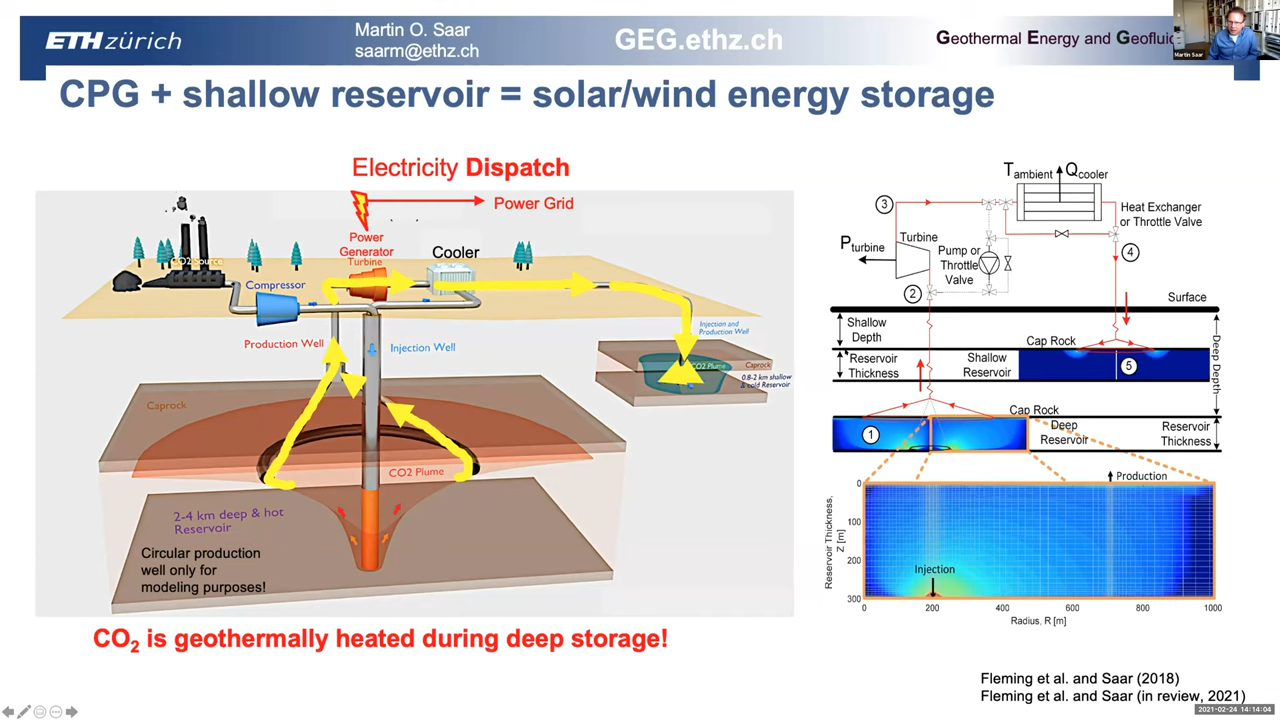 ETH zürich
Martin O. Saar
saarm@ethz.ch
GEG.ethz.ch
Geothermal Energy and Geoflui
Martin Saar
CPG + shallow reservoir = solar/wind energy storage
Electricity Dispatch
Power Grid
Power
Generator
Turbine
Cooler
CO2 Source
Compressor
Production Well
Injection Well
Injection and
Production Well
Caprock
CO2 Plume
0.8-2 km shallow
& cold Reservoir
Caprock
CO2 Plume
2-4 km deep & hot
Reservoir
Circular production
well only for
modeling purposes!
CO2 is geothermally heated during deep storage!
Tambient
Qcooler
3
Heat Exchanger
or Throttle Valve
Pturbine
Turbine
Pump or
Throttle
Valve
4
2
Surface
Shallow
Depth
Cap Rock
Reservoir
Thickness
Shallow
Reservoir
5
Deep Depth
Cap Rock
1
Deep
Reservoir
Reservoir
Thickness
Production
Reservoir Thickness,
Z [m]
0
100
200
300
Injection
0 200 400 600 800 1000
Radius, R [m]
Fleming et al. and Saar (2018)
Fleming et al. and Saar (in review, 2021)
2021-02-24 14:14:04